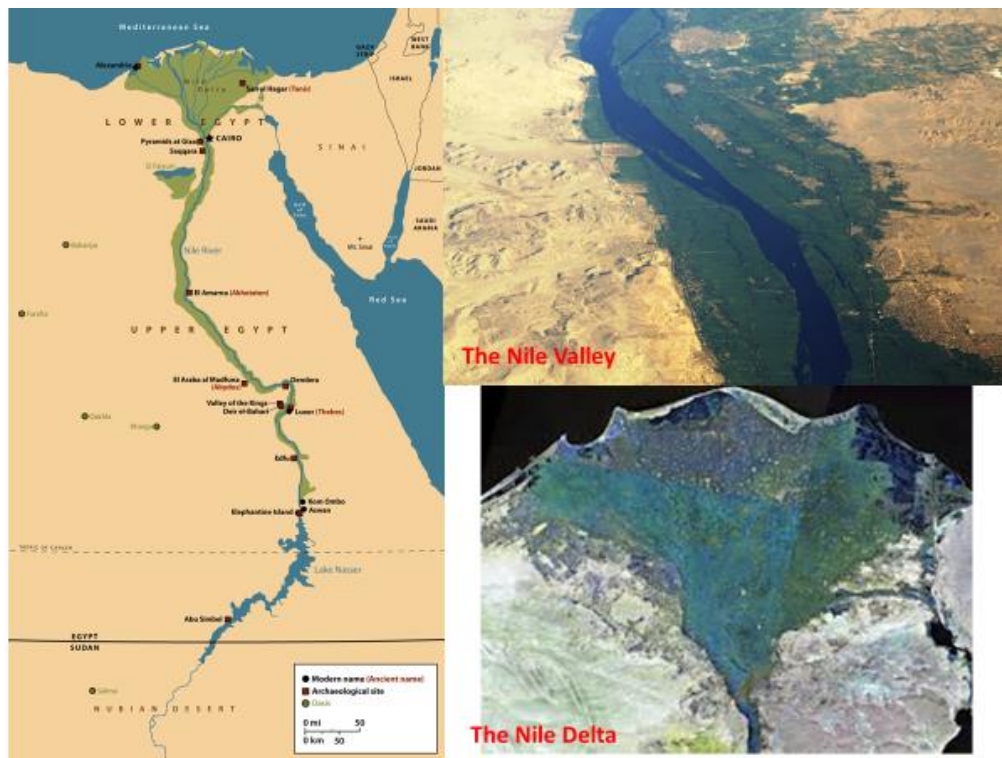 Mediterranean Sea
Alexandria
Nile
Delta
San el Hagar (Tanis)
GAZA
STRIP
WEST
BANK
ISRAEL
JORDAN
SAUDI
ARABIA
LOWER EGYPT
CAIRO
Pyramids at Giza
Saqqara
El Faiyum
SINAI
Gulf
of
Suez
Mt. Sinai
Nile River
Bahariya
Red Sea
El Amarna (Akhetaten)
Farafra
UPPER EGYPT
El Araba el Madfuna
(Abydos)
Dendera
Valley of the Kings
Deir el-Bahari
Luxor (Thebes)
Dakhla
Kharga
Edfu
Kom Ombo
Aswan
Elephantine Island
TROPIC OF CANCER
Lake Nasser
Abu Simbel
EGYPT
SUDAN
Selima
NUBIAN DESERT
Modern name (Ancient name)
Archaeological site
Oasis
0 mi 50
0 km 50
The Nile Valley
The Nile Delta